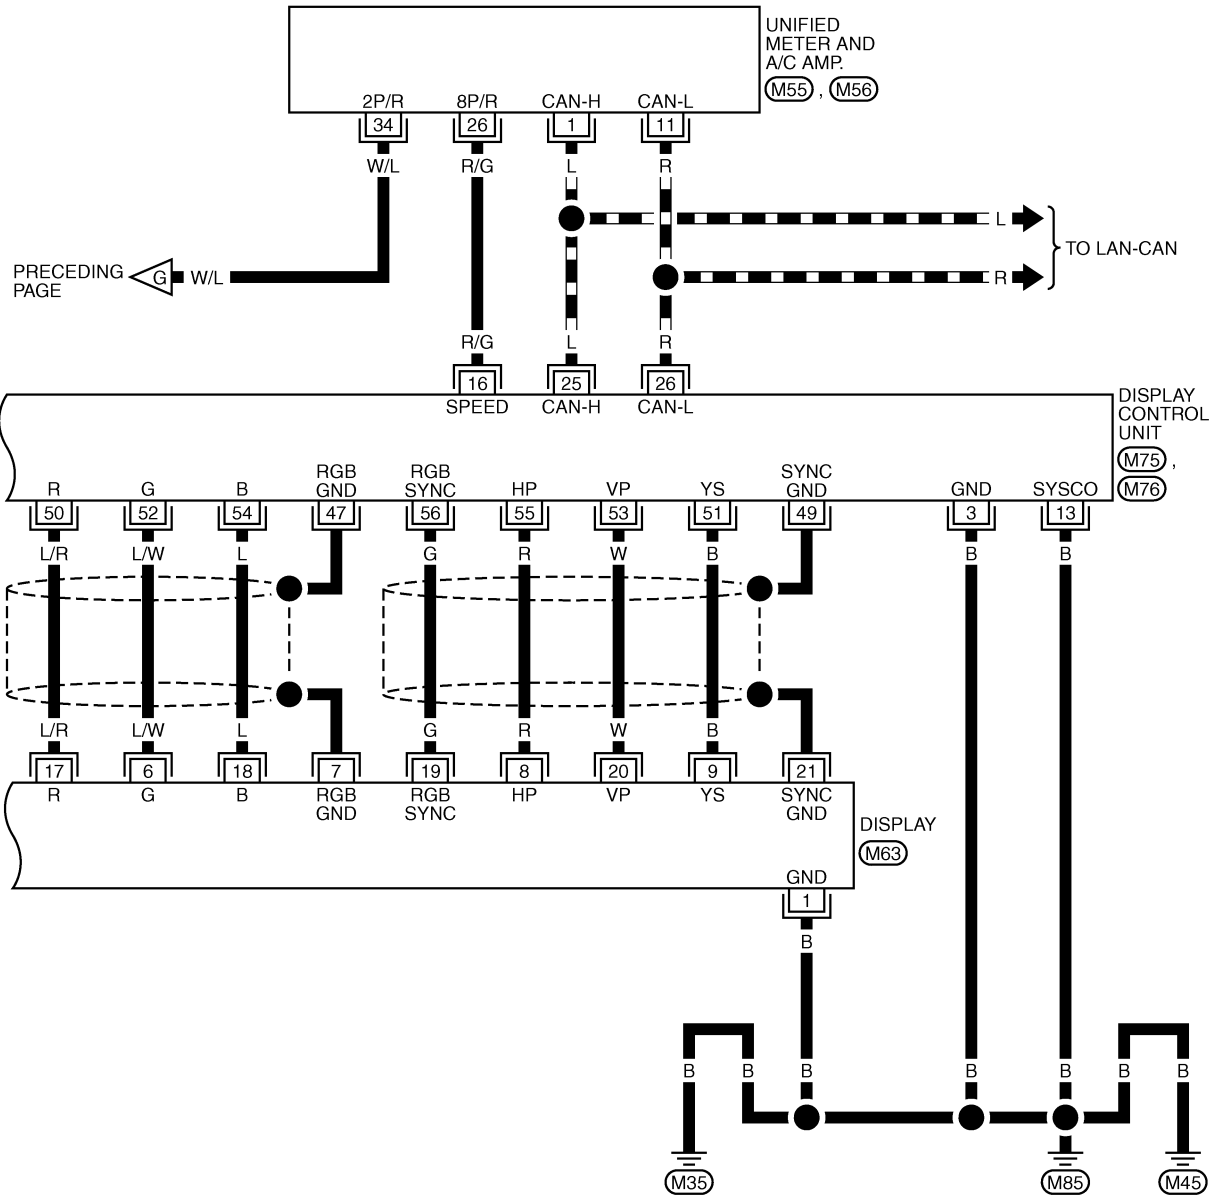 UNIFIED
METER AND
A/C AMP.
M55 , M56
2P/R 8P/R CAN-H CAN-L
34 26 1 11
W/L R/G L R
L
TO LAN-CAN
PRECEDING
PAGE
G W/L
R
R/G L R
16 25 26
SPEED CAN-H CAN-L
DISPLAY
CONTROL
UNIT
M75 ,
M76
R G B RGB GND RGB SYNC HP VP YS SYNC GND GND SYSCO
50 52 54 47 56 55 53 51 49 3 13
L/R L/W L G R W B B B
L/R L/W L G R W B
17 6 18 7 19 8 20 9 21
R G B RGB GND RGB SYNC HP VP YS SYNC GND
DISPLAY
M63
GND
1
B
B B B B B B B
M35 M85 M45